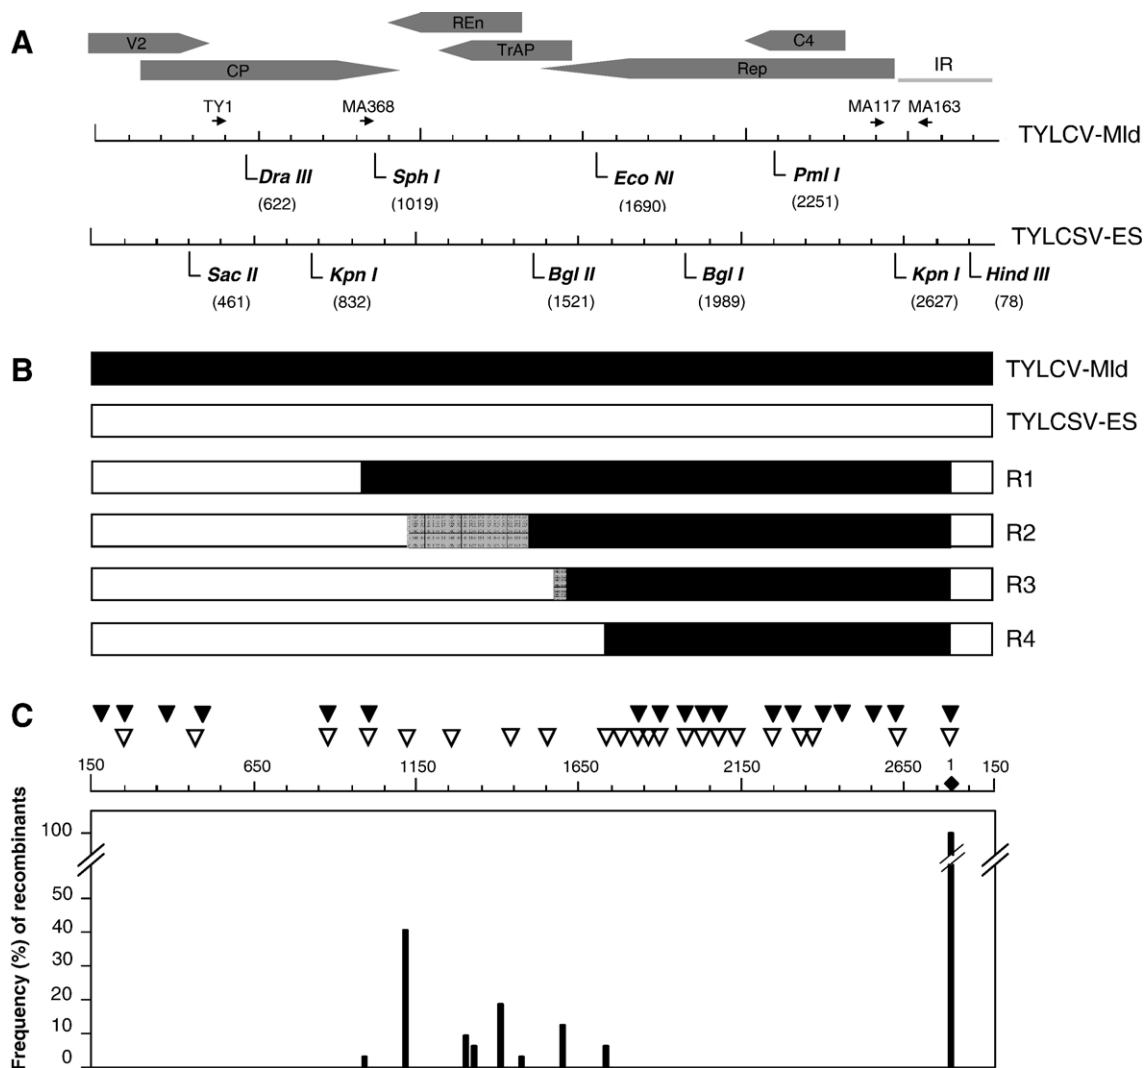 A
REn
V2
C4
TrAP
CP
Rep
IR
TY1
MA368
MA117
MA163
TYLCV-Mld
Dra III
Sph I
Eco NI
Pml I
(622)
(1019)
(1690)
(2251)
TYLCSV-ES
Sac II
Kpn I
Bgl II
Bgl I
Kpn I
Hind III
(461)
(832)
(1521)
(1989)
(2627)
(78)
B
TYLCV-Mld
TYLCSV-ES
R1
R2
R3
R4
C
150
650
1150
1650
2150
2650
1
150
Frequency (%) of recombinants
100
50
40
30
20
10
0